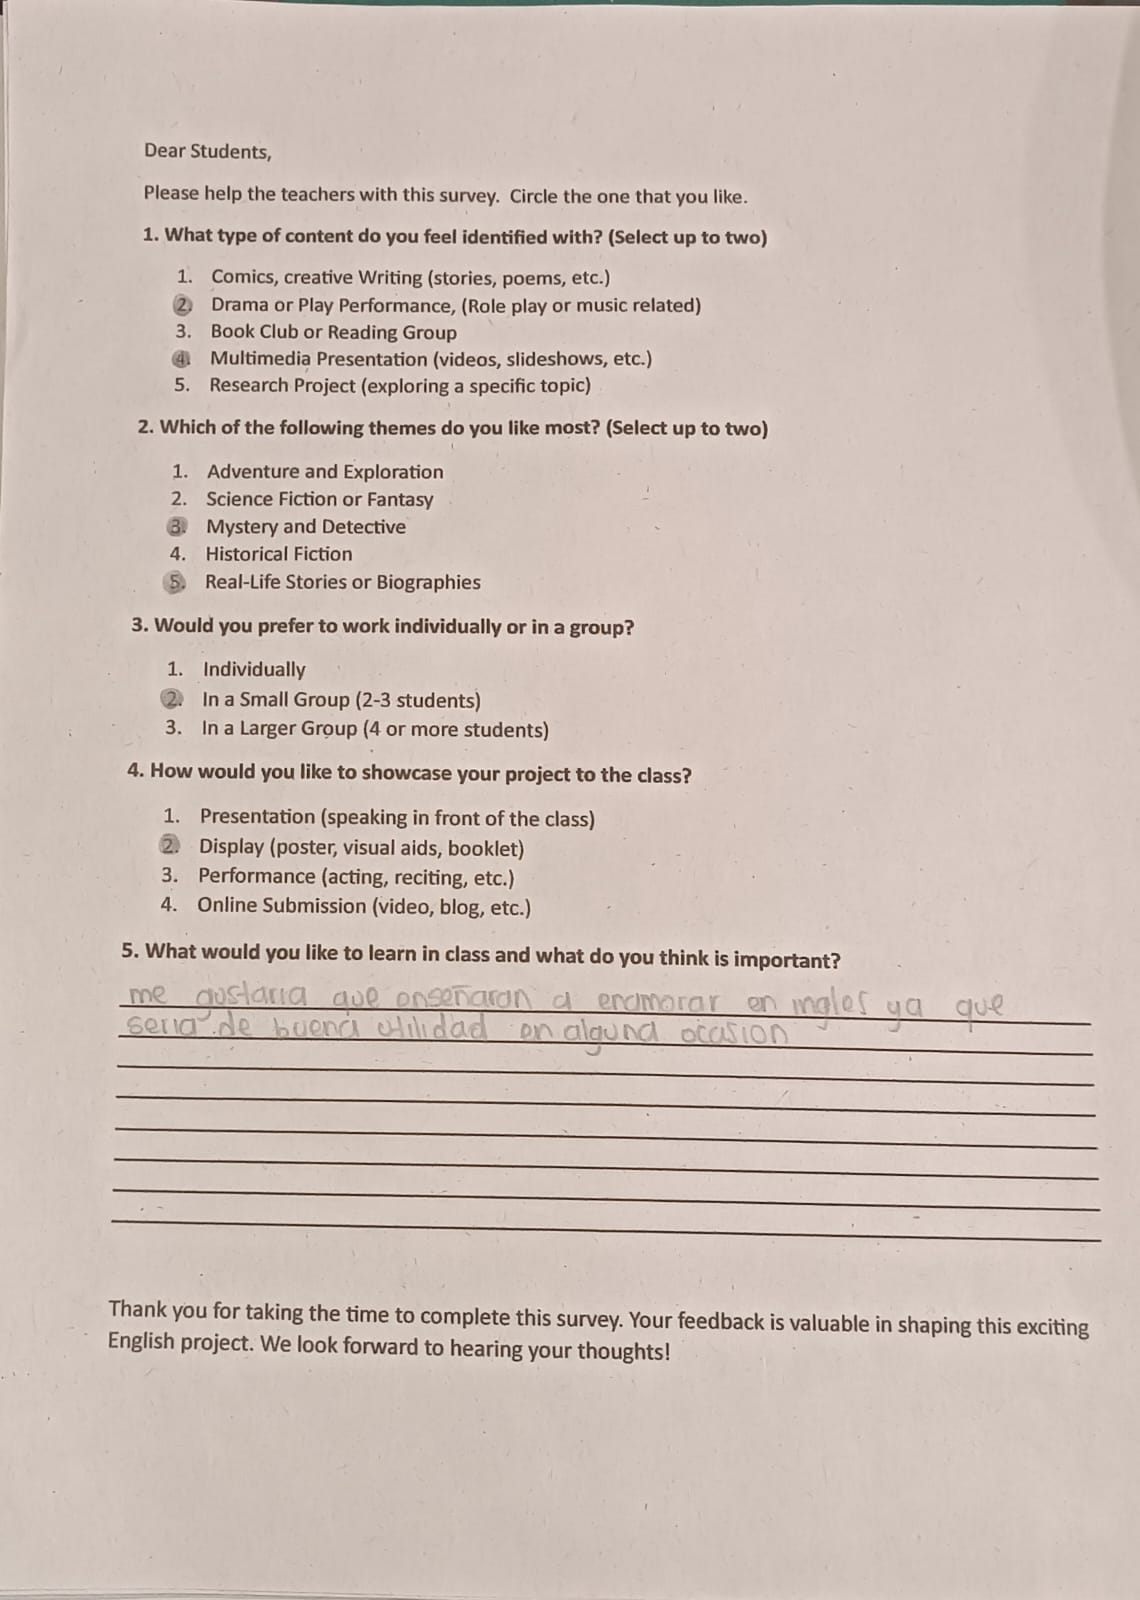 Dear Students,
Please help the teachers with this survey. Circle the one that you like.
1. What type of content do you feel identified with? (Select up to two)
1. Comics, creative Writing (stories, poems, etc.)
2. Drama or Play Performance, (Role play or music related)
3. Book Club or Reading Group
4. Multimedia Presentation (videos, slideshows, etc.)
5. Research Project (exploring a specific topic)
2. Which of the following themes do you like most? (Select up to two)
1. Adventure and Exploration
2. Science Fiction or Fantasy
3. Mystery and Detective
4. Historical Fiction
5. Real-Life Stories or Biographies
3. Would you prefer to work individually or in a group?
1. Individually
2. In a Small Group (2-3 students)
3. In a Larger Group (4 or more students)
4. How would you like to showcase your project to the class?
1. Presentation (speaking in front of the class)
2. Display (poster, visual aids, booklet)
3. Performance (acting, reciting, etc.)
4. Online Submission (video, blog, etc.)
5. What would you like to learn in class and what do you think is important?
me gustaria que enseñaran a enamorar en ingles ya que
seria de buena utilidad en alguna ocasion
Thank you for taking the time to complete this survey. Your feedback is valuable in shaping this exciting
English project. We look forward to hearing your thoughts!